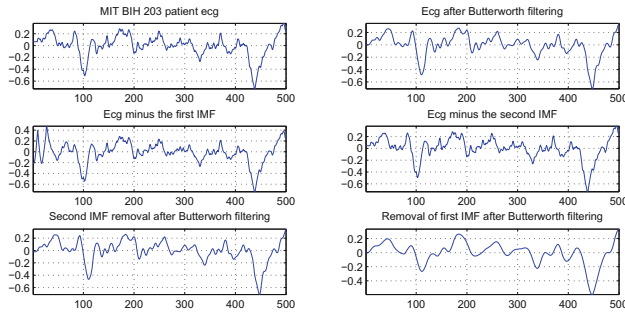 MIT BIH 203 patient ecg
0.2
0
−0.2
−0.4
−0.6
100 200 300 400 500
Ecg after Butterworth filtering
0.2
0
−0.2
−0.4
−0.6
100 200 300 400 500
Ecg minus the first IMF
0.4
0.2
0
−0.2
−0.4
−0.6
100 200 300 400 500
Ecg minus the second IMF
0.2
0
−0.2
−0.4
−0.6
100 200 300 400 500
Second IMF removal after Butterworh filtering
0.2
0
−0.2
−0.4
−0.6
100 200 300 400 500
Removal of first IMF after Butterworth filtering
0.2
0
−0.2
−0.4
100 200 300 400 500